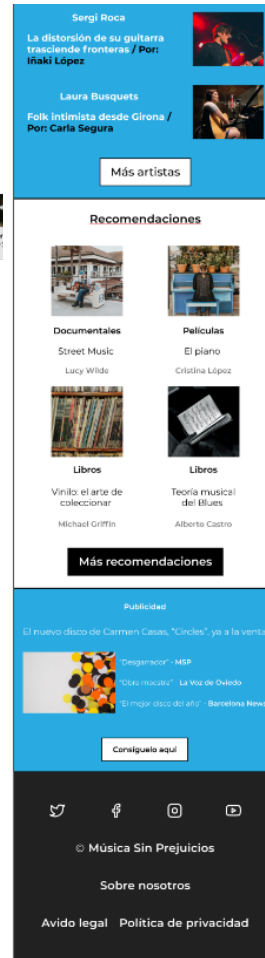 Sergi Roca
La distorsión de su guitarra
trasciende fronteras / Por:
Iñaki López
Laura Busquets
Folk intimista desde Girona /
Por: Carla Segura
Más artistas
Recomendaciones
Documentales
Street Music
Lucy Wilde
Películas
El piano
Cristina López
Libros
Vinilo: el arte de
coleccionar
Michael Griffin
Libros
Teoría musical
del Blues
Alberto Castro
Más recomendaciones
Publicidad
El nuevo disco de Carmen Casas, "Circles", ya a la venta
"Desgarrador" - MSP
"Obra maestra" - La Voz de Oviedo
"El mejor disco del año" - Barcelona News
Consíguelo aquí
© Música Sin Prejuicios
Sobre nosotros
Avido legal Política de privacidad